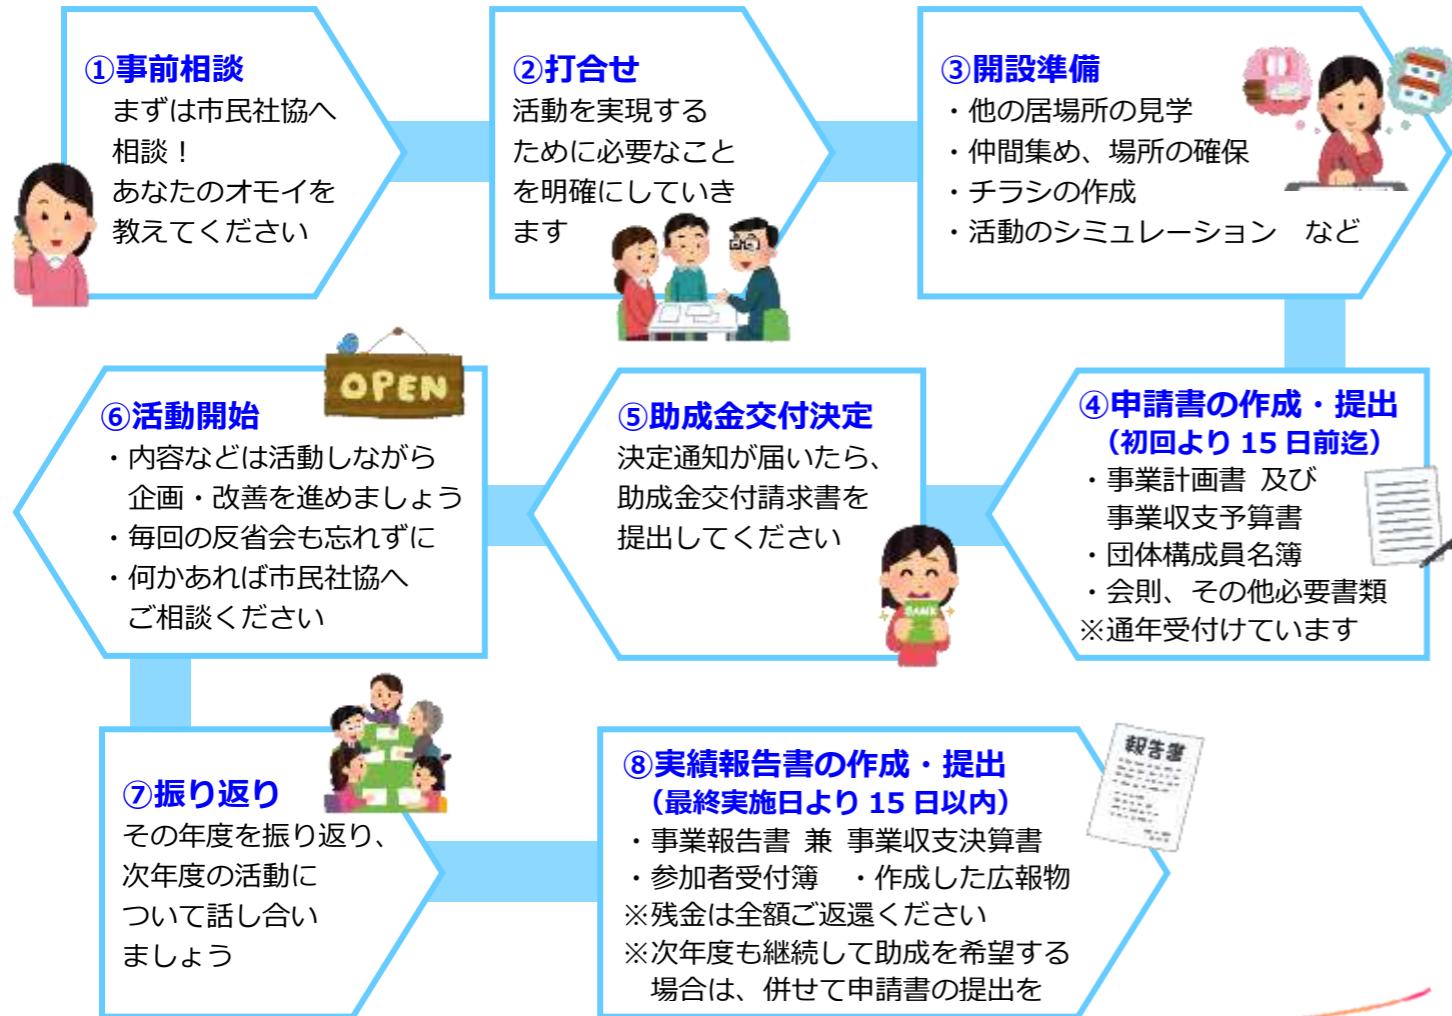 ①事前相談
まずは市民社協へ
相談！
あなたのオモイを
教えてください
②打合せ
活動を実現する
ために必要なこと
を明確にしていき
ます
③開設準備
・他の居場所の見学
・仲間集め、場所の確保
・チラシの作成
・活動のシミュレーション　など
④申請書の作成・提出
（初回より 15 日前迄）
・事業計画書 及び
事業収支予算書
・団体構成員名簿
・会則、その他必要書類
※通年受付けています
⑤助成金交付決定
決定通知が届いたら、
助成金交付請求書を
提出してください
BANK
OPEN
⑥活動開始
・内容などは活動しながら
企画・改善を進めましょう
・毎回の反省会も忘れずに
・何かあれば市民社協へ
ご相談ください
⑦振り返り
その年度を振り返り、
次年度の活動に
ついて話し合い
ましょう
⑧実績報告書の作成・提出
（最終実施日より 15 日以内）
・事業報告書 兼 事業収支決算書
・参加者受付簿　・作成した広報物
※残金は全額ご返還ください
※次年度も継続して助成を希望する
場合は、併せて申請書の提出を
報告書